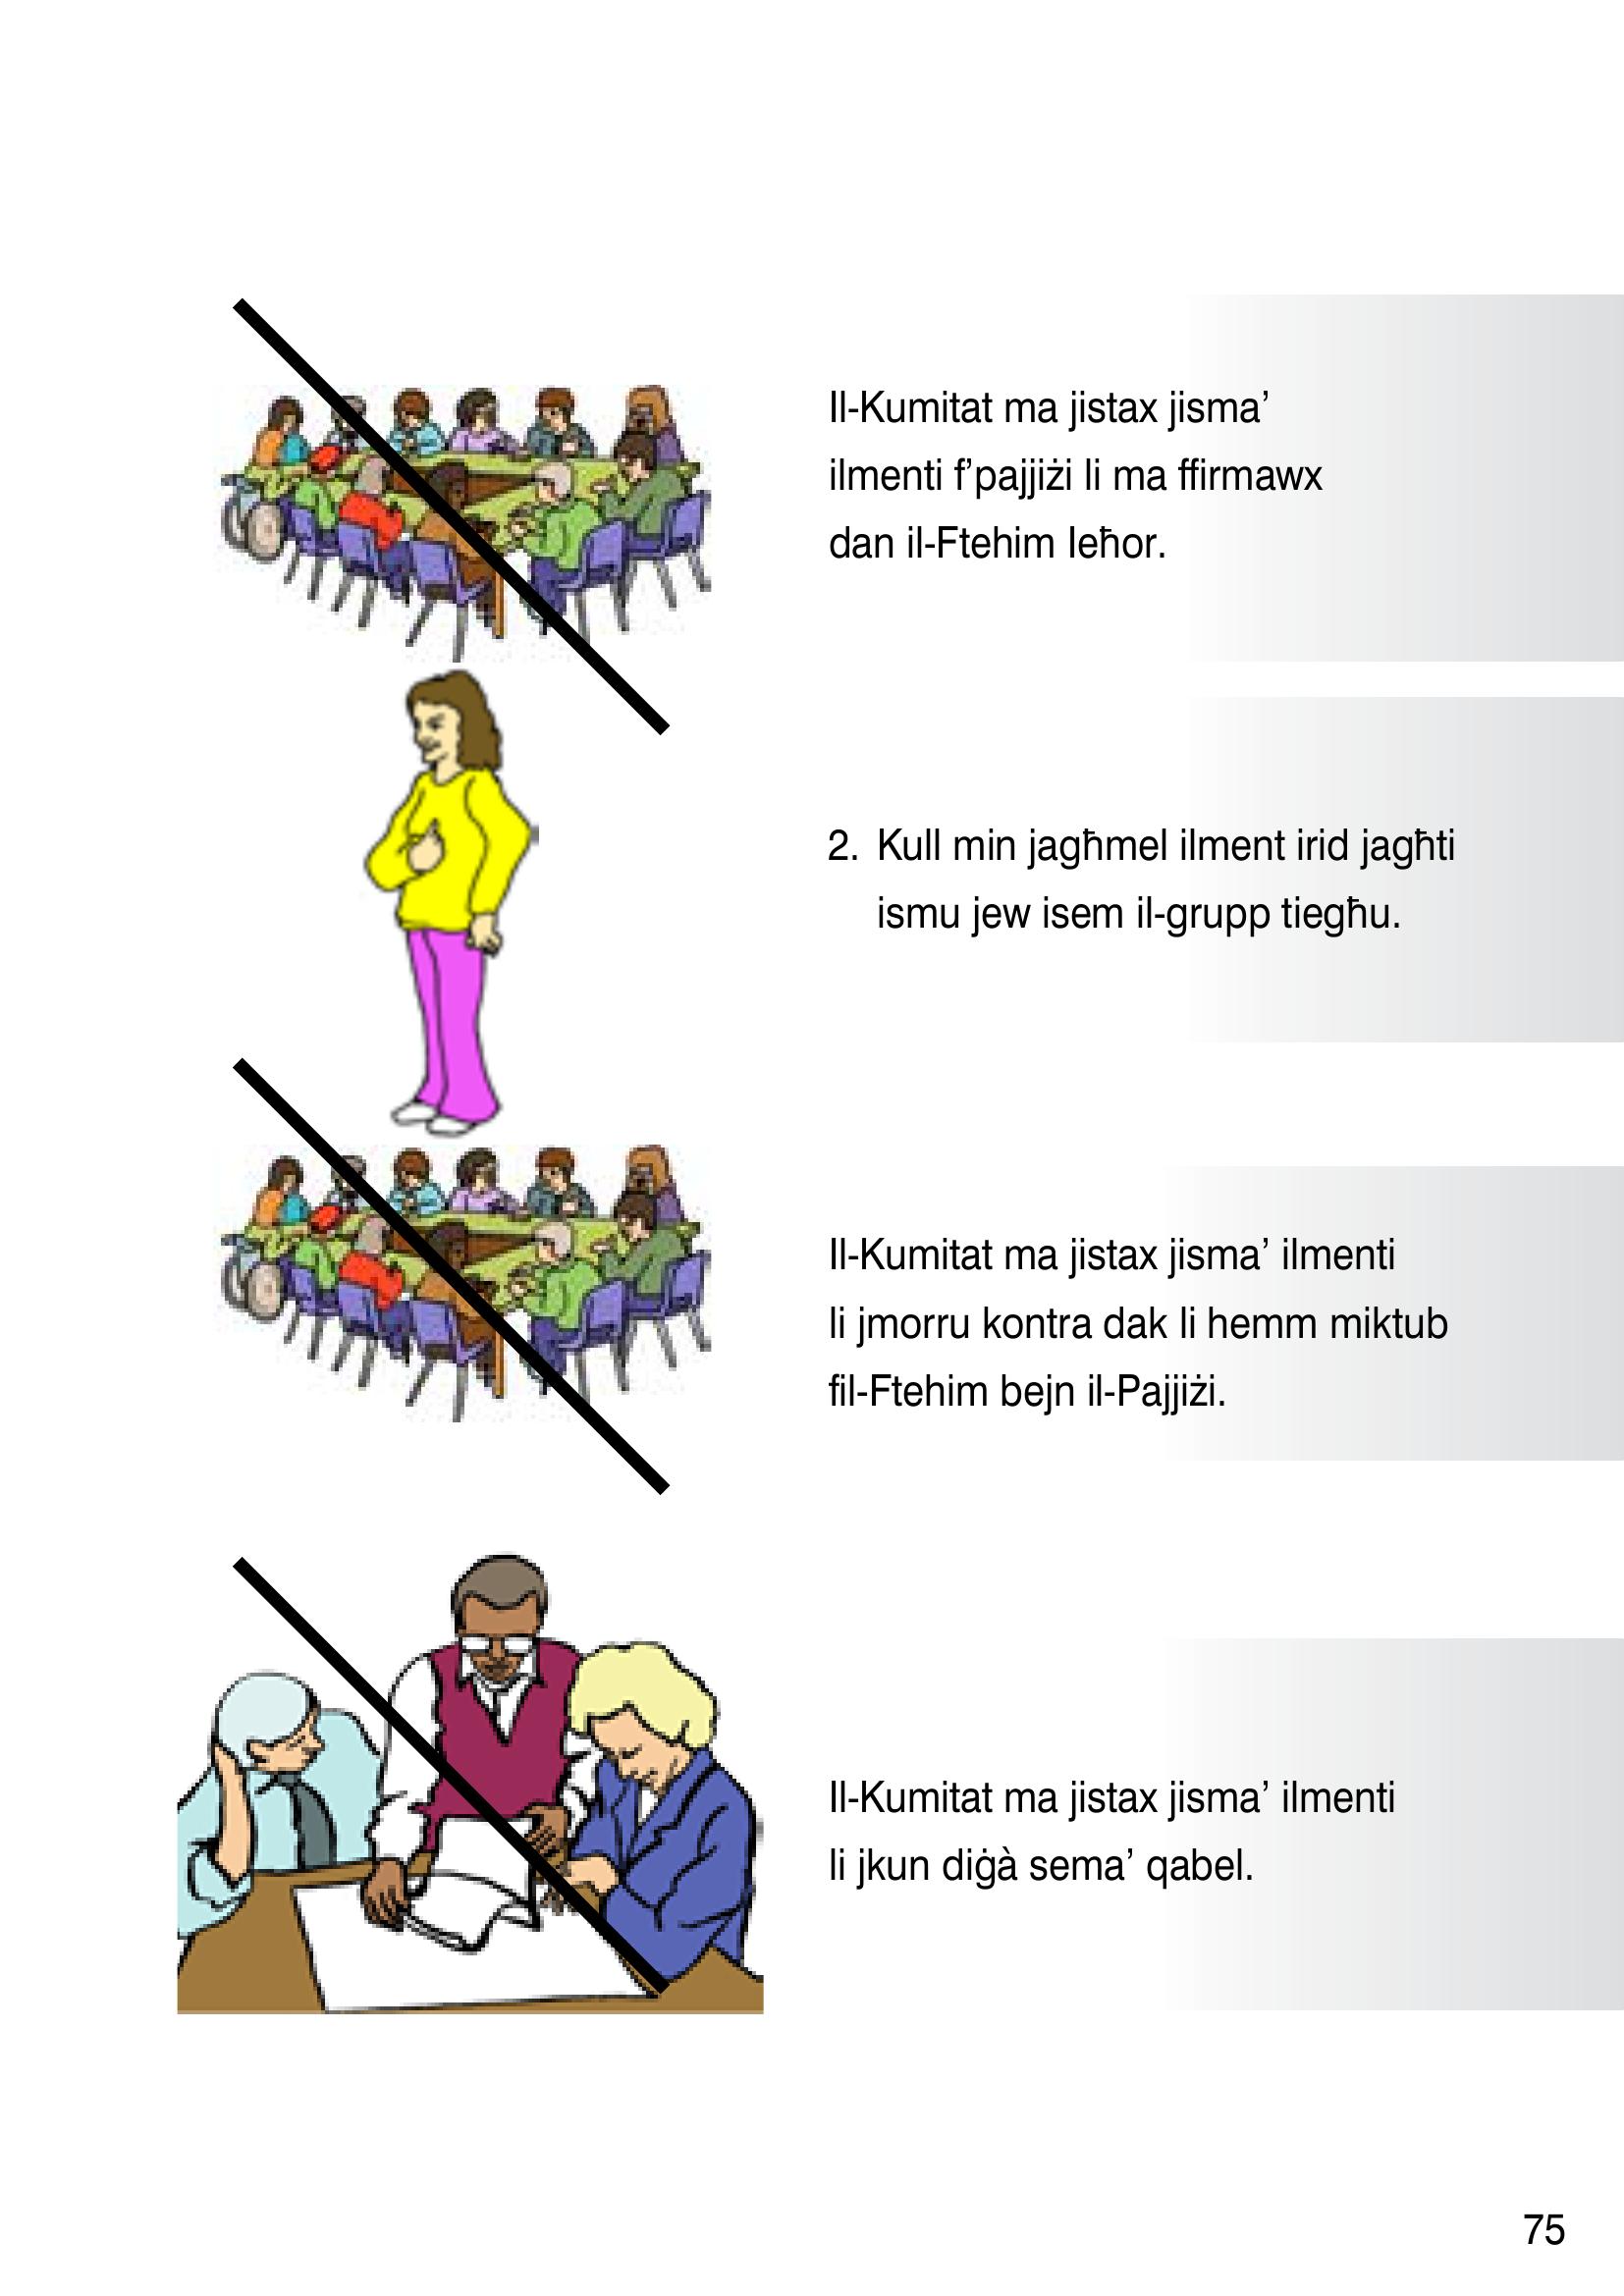 Il-Kumitat ma jistax jisma’
ilmenti f’pajjiżi li ma ffirmawx
dan il-Ftehim Ieħor.
2. Kull min jagħmel ilment irid jagħti
ismu jew isem il-grupp tiegħu.
Il-Kumitat ma jistax jisma’ ilmenti
li jmorru kontra dak li hemm miktub
fil-Ftehim bejn il-Pajjiżi.
Il-Kumitat ma jistax jisma’ ilmenti
li jkun diġà sema’ qabel.
75